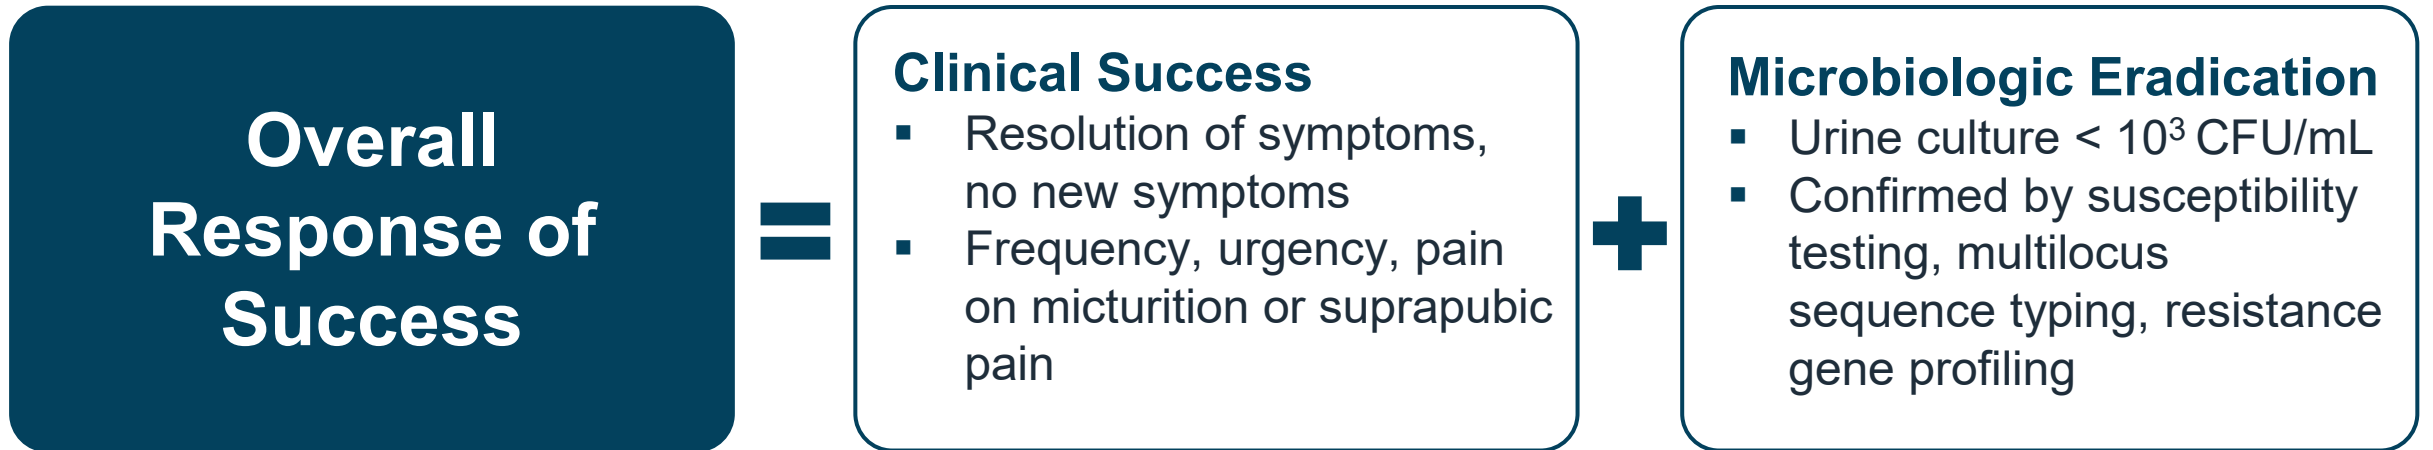 Overall
Response of
Success
=
Clinical Success
▪ Resolution of symptoms,
no new symptoms
▪ Frequency, urgency, pain
on micturition or suprapubic
pain
+
Microbiologic Eradication
▪ Urine culture < 10³ CFU/mL
▪ Confirmed by susceptibility
testing, multilocus
sequence typing, resistance
gene profiling